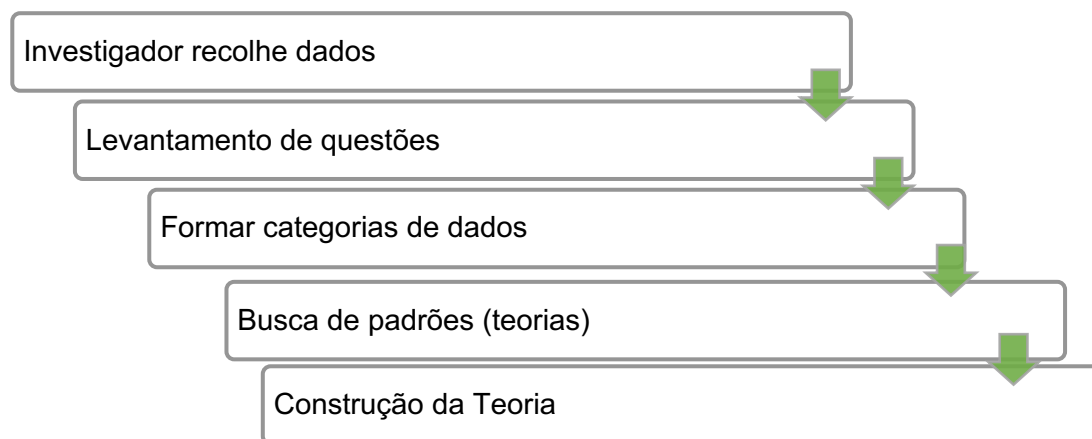 Investigador recolhe dados
Levantamento de questões
Formar categorias de dados
Busca de padrões (teorias)
Construção da Teoria